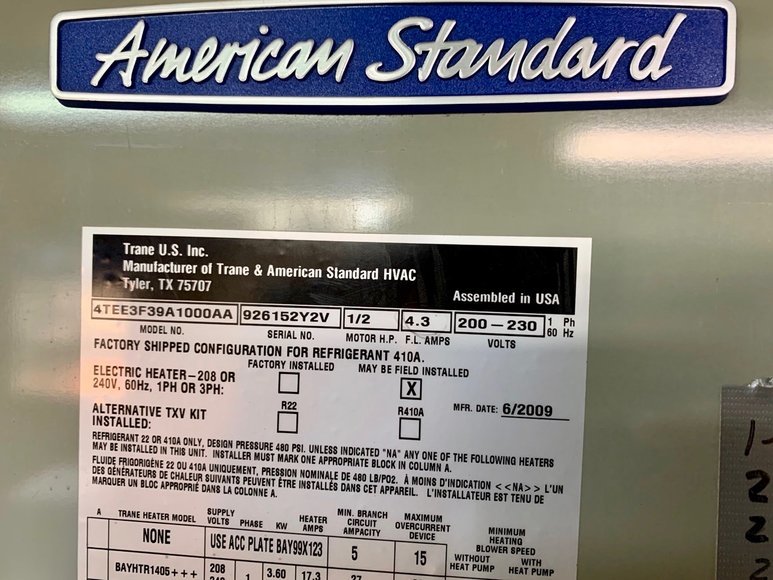 American Standard
Trane U.S. Inc.
Manufacturer of Trane & American Standard HVAC
Tyler, TX 75707
Assembled in USA
4TEE3F39A1000AA 926152Y2V 1/2 4.3 200 – 230 1 Ph
60 Hz
MODEL NO. SERIAL NO. MOTOR H.P. F.L. AMPS VOLTS
FACTORY SHIPPED CONFIGURATION FOR REFRIGERANT 410A.
FACTORY INSTALLED MAY BE FIELD INSTALLED
ELECTRIC HEATER–208 OR
240V, 60Hz, 1PH OR 3PH: X
R22 R410A MFR. DATE: 6/2009
ALTERNATIVE TXV KIT
INSTALLED:
REFRIGERANT 22 OR 410A ONLY, DESIGN PRESSURE 480 PSI. UNLESS INDICATED "NA" ANY ONE OF THE FOLLOWING HEATERS
MAY BE INSTALLED IN THIS UNIT. INSTALLER MUST MARK ONE APPROPRIATE BLOCK IN COLUMN A.
FLUIDE FRIGORIGÈNE 22 OU 410A UNIQUEMENT, PRESSION NOMINALE DE 480 LB/PO2. À MOINS D'INDICATION <<NA>> L'UN
DES GÉNÉRATEURS DE CHALEUR SUIVANTS PEUVENT ÊTRE INSTALLÉS DANS CET APPAREIL. L'INSTALLATEUR EST TENU DE
MARQUER UN BLOC APPROPRIÉ DANS LA COLONNE A.
A TRANE HEATER MODEL SUPPLY VOLTS PHASE KW HEATER AMPS MIN. BRANCH CIRCUIT AMPACITY MAXIMUM OVERCURRENT DEVICE MINIMUM HEATING BLOWER SPEED
WITHOUT HEAT PUMP WITH HEAT PUMP
NONE USE ACC PLATE BAY99X123 5 15
BAYHTR1405+++ 208 1 3.60 17.3